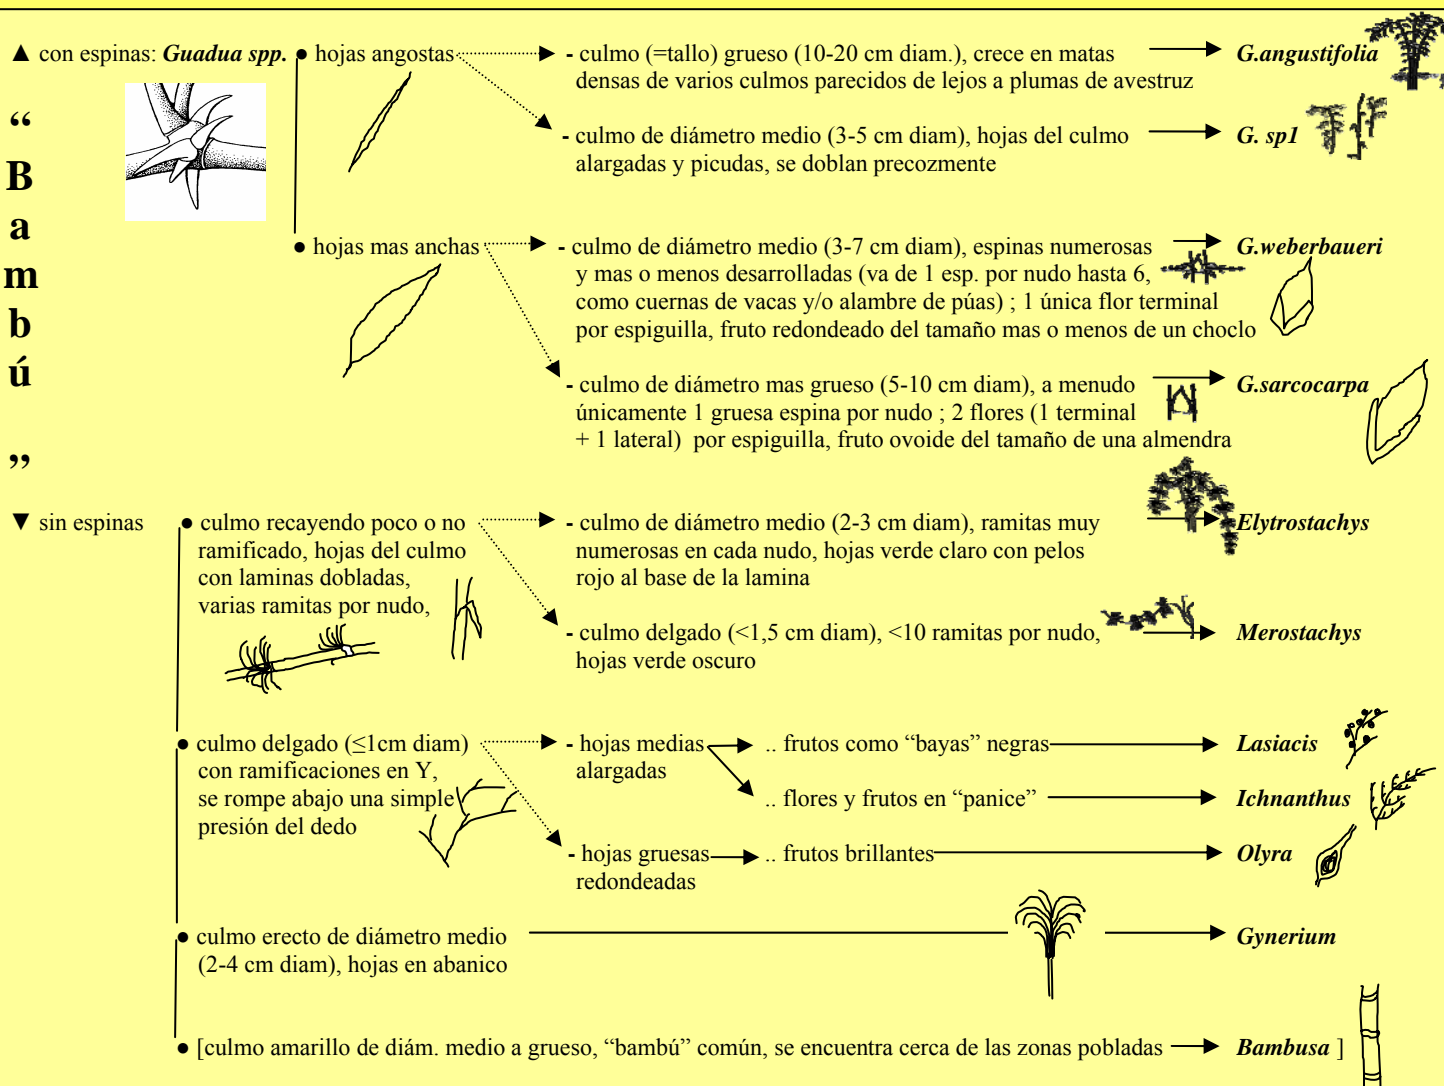 ▲ con espinas: Guadua spp. ● hojas angostas - culmo (=tallo) grueso (10-20 cm diam.), crece en matas G.angustifolia
densas de varios culmos parecidos de lejos a plumas de avestruz
- culmo de diámetro medio (3-5 cm diam), hojas del culmo G. sp1
alargadas y picudas, se doblan precozmente
“
B
a
m
b
ú
”
● hojas mas anchas - culmo de diámetro medio (3-7 cm diam), espinas numerosas G.weberbaueri
y mas o menos desarrolladas (va de 1 esp. por nudo hasta 6,
como cuernas de vacas y/o alambre de púas) ; 1 única flor terminal
por espiguilla, fruto redondeado del tamaño mas o menos de un choclo
- culmo de diámetro mas grueso (5-10 cm diam), a menudo G.sarcocarpa
únicamente 1 gruesa espina por nudo ; 2 flores (1 terminal
+ 1 lateral) por espiguilla, fruto ovoide del tamaño de una almendra
▼ sin espinas ● culmo recayendo poco o no - culmo de diámetro medio (2-3 cm diam), ramitas muy Elytrostachys
ramificado, hojas del culmo numerosas en cada nudo, hojas verde claro con pelos
con laminas dobladas, rojo al base de la lamina
varias ramitas por nudo,
- culmo delgado (<1,5 cm diam), <10 ramitas por nudo, Merostachys
hojas verde oscuro
● culmo delgado (≤1cm diam) - hojas medias .. frutos como “bayas” negras Lasiacis
con ramificaciones en Y, alargadas
se rompe abajo una simple .. flores y frutos en “panice” Ichnanthus
presión del dedo
- hojas gruesas .. frutos brillantes Olyra
redondeadas
● culmo erecto de diámetro medio Gynerium
(2-4 cm diam), hojas en abanico
● [culmo amarillo de diám. medio a grueso, “bambú” común, se encuentra cerca de las zonas pobladas Bambusa ]